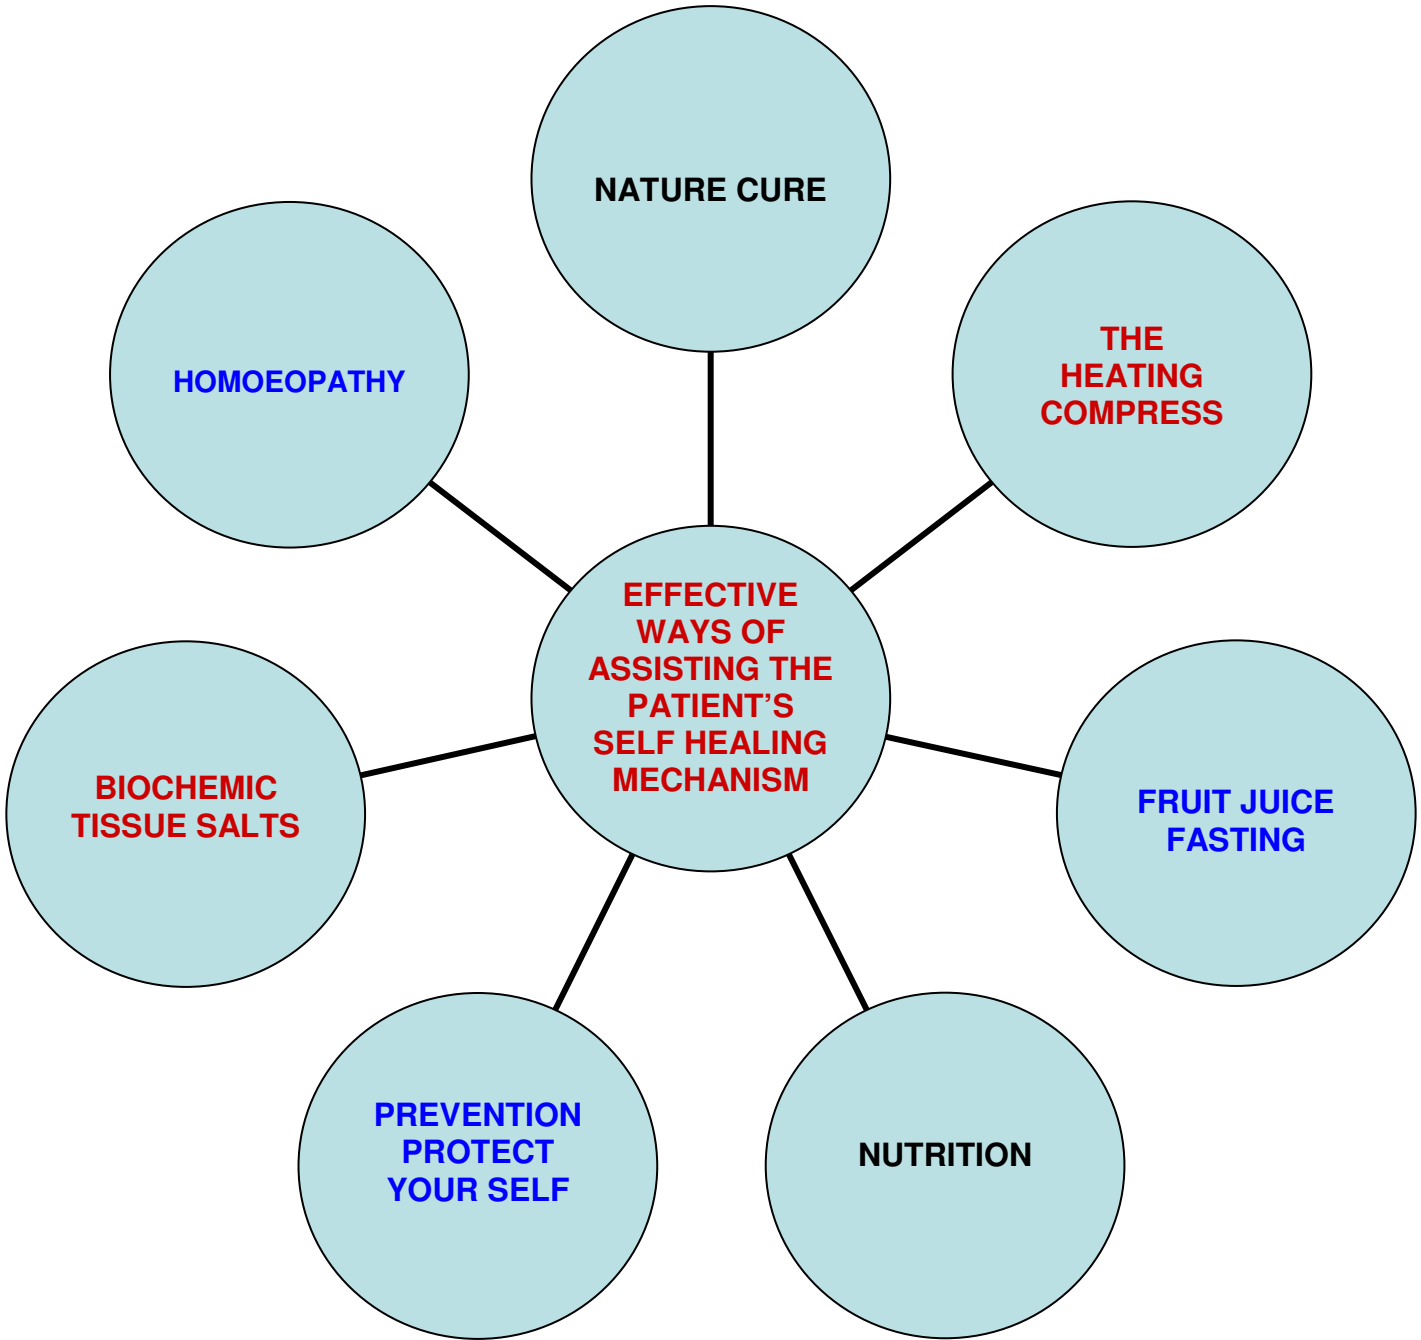 NATURE CURE
THE
HEATING
COMPRESS
HOMOEOPATHY
EFFECTIVE
WAYS OF
ASSISTING THE
PATIENT’S
SELF HEALING
MECHANISM
FRUIT JUICE
FASTING
BIOCHEMIC
TISSUE SALTS
PREVENTION
PROTECT
YOUR SELF
NUTRITION